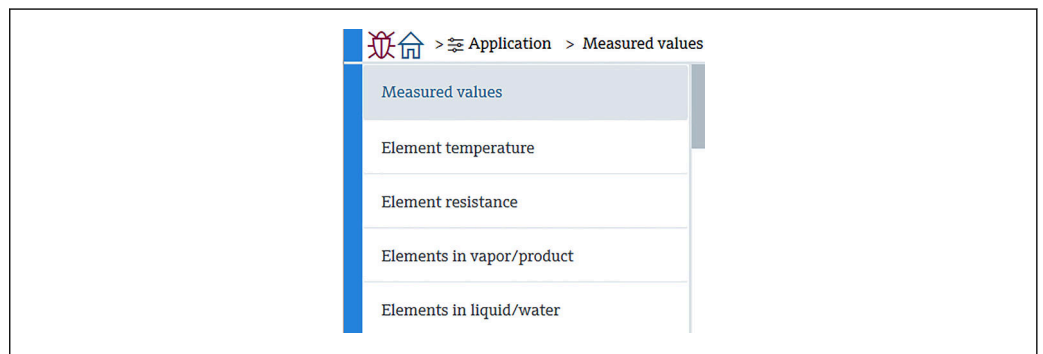 > Application > Measured values
Measured values
Element temperature
Element resistance
Elements in vapor/product
Elements in liquid/water